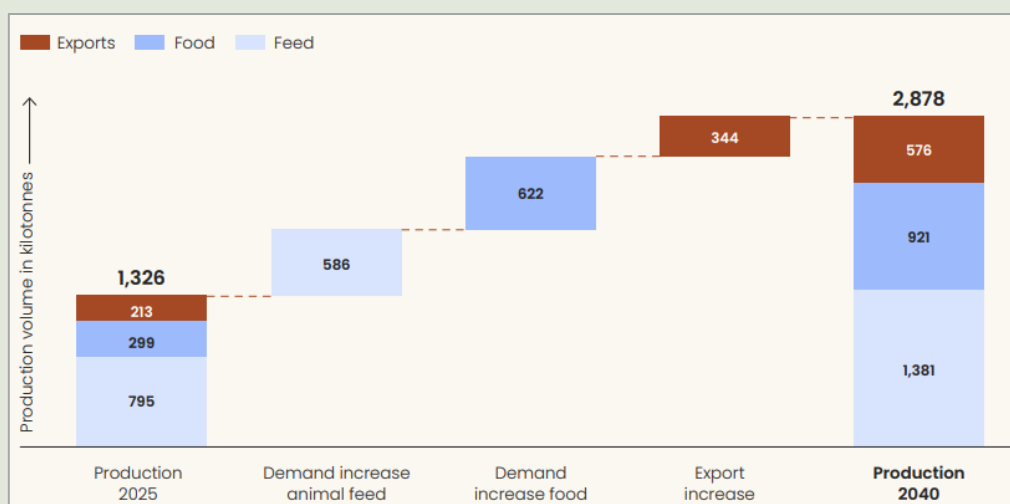 Exports Food Feed
Production volume in kilotonnes
1,326
213
299
795
586
622
344
2,878
576
921
1,381
Production
2025
Demand increase
animal feed
Demand
increase food
Export
increase
Production
2040